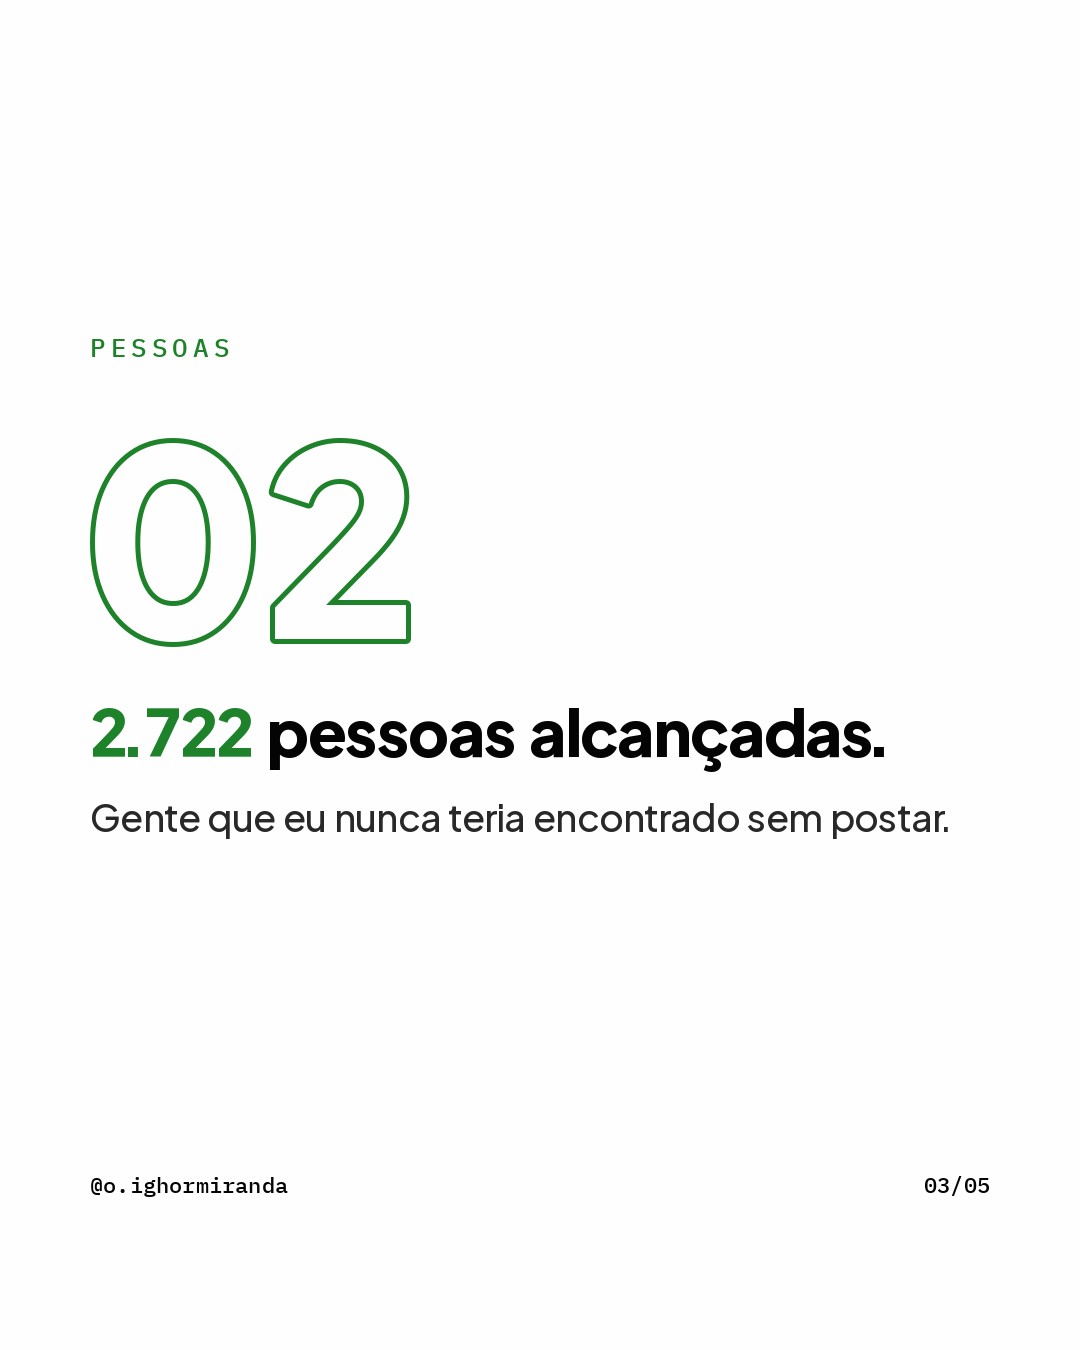 PESSOAS
02
2.722 pessoas alcançadas.
Gente que eu nunca teria encontrado sem postar.
@o.ighormiranda
03/05